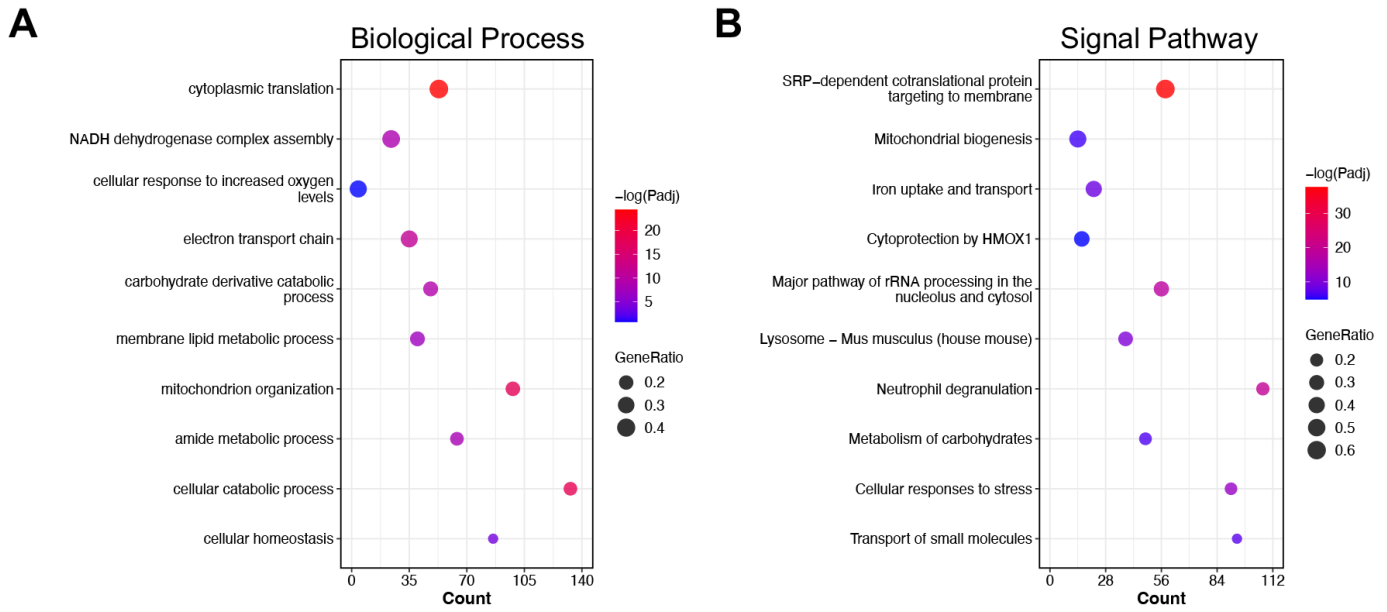 A
Biological Process
cytoplasmic translation
NADH dehydrogenase complex assembly
cellular response to increased oxygen
levels
electron transport chain
carbohydrate derivative catabolic
process
membrane lipid metabolic process
mitochondrion organization
amide metabolic process
cellular catabolic process
cellular homeostasis
0 35 70 105 140
Count
−log(Padj)
20
15
10
5
GeneRatio
0.2
0.3
0.4
B
Signal Pathway
SRP−dependent cotranslational protein
targeting to membrane
Mitochondrial biogenesis
Iron uptake and transport
Cytoprotection by HMOX1
Major pathway of rRNA processing in the
nucleolus and cytosol
Lysosome − Mus musculus (house mouse)
Neutrophil degranulation
Metabolism of carbohydrates
Cellular responses to stress
Transport of small molecules
0 28 56 84 112
Count
−log(Padj)
30
20
10
GeneRatio
0.2
0.3
0.4
0.5
0.6